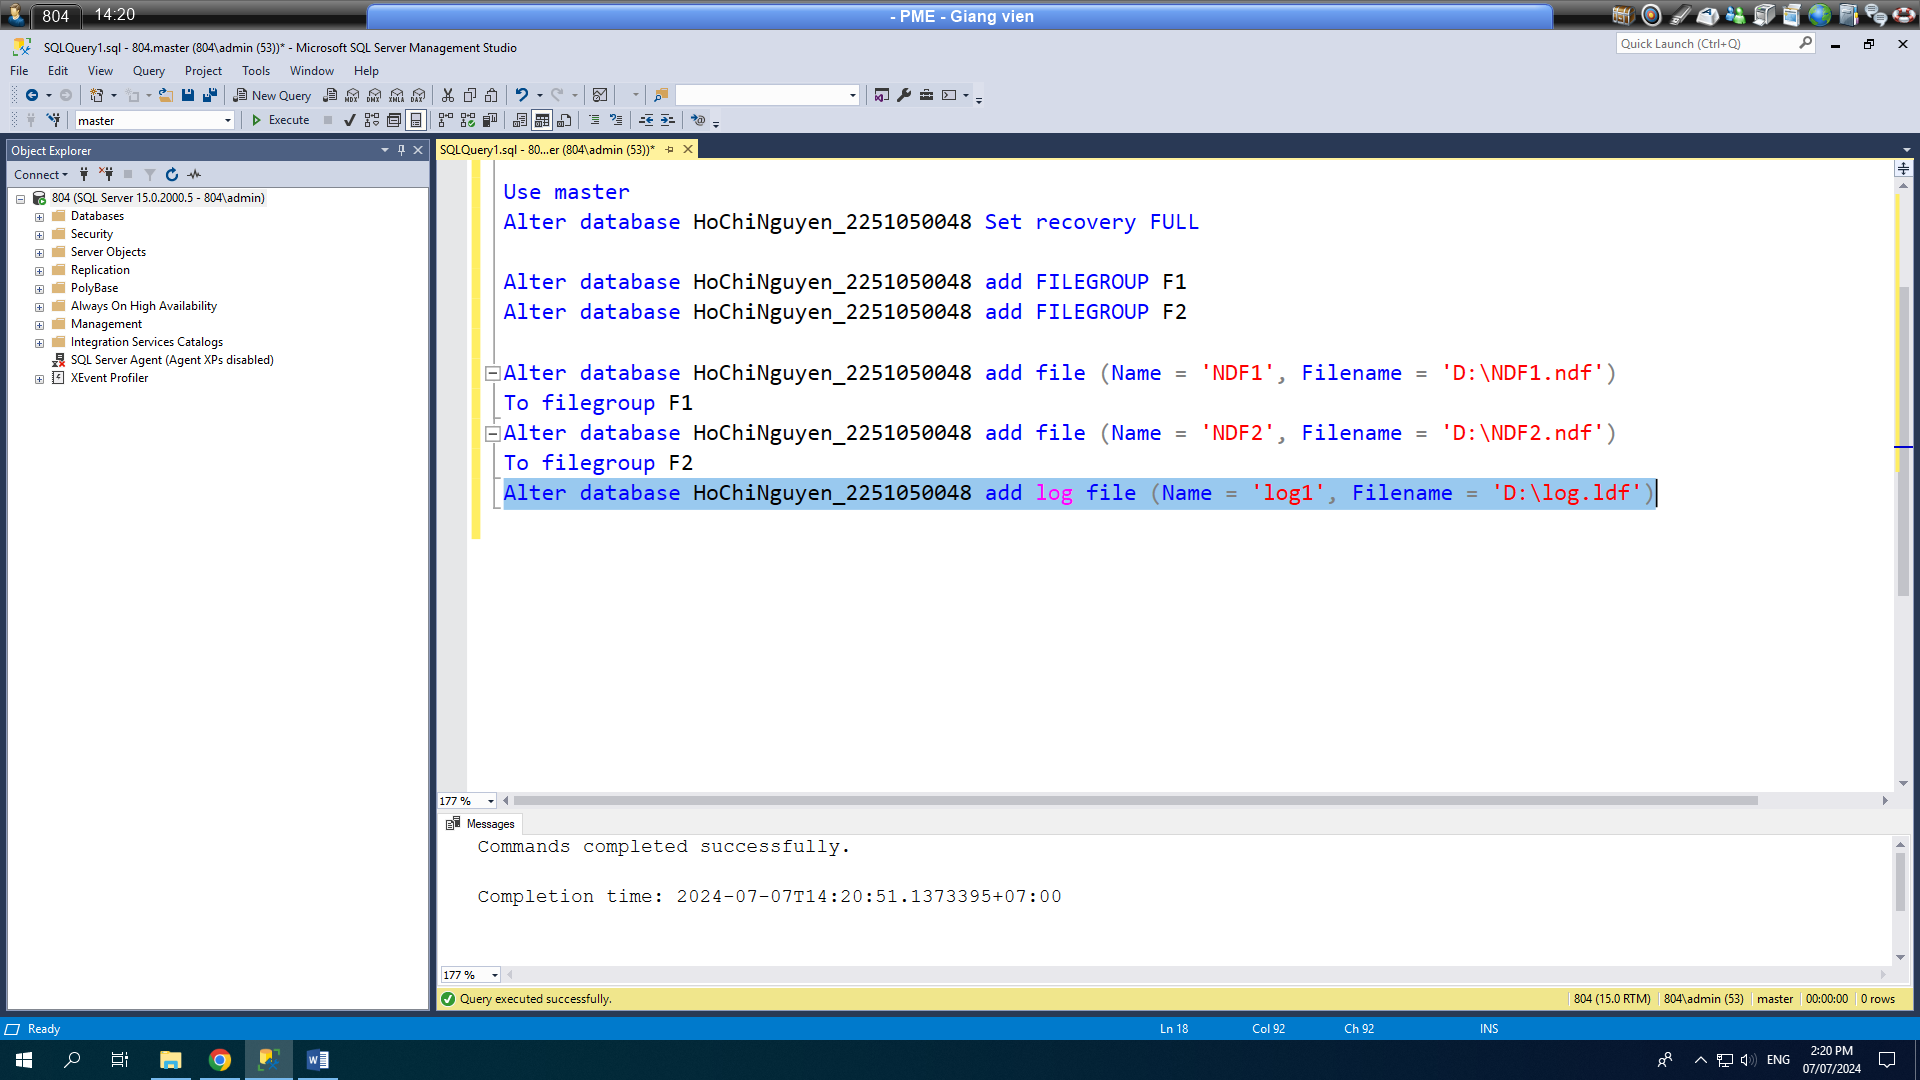 804 14:20 - PME - Giang vien
SQLQuery1.sql - 804.master (804\admin (53))* - Microsoft SQL Server Management Studio
Quick Launch (Ctrl+Q)
File Edit View Query Project Tools Window Help
New Query MDX DMX XMLA DAX
master Execute
Object Explorer
Connect
804 (SQL Server 15.0.2000.5 - 804\admin)
Databases
Security
Server Objects
Replication
PolyBase
Always On High Availability
Management
Integration Services Catalogs
SQL Server Agent (Agent XPs disabled)
XEvent Profiler
SQLQuery1.sql - 80...er (804\admin (53))*
Use master
Alter database HoChiNguyen_2251050048 Set recovery FULL
Alter database HoChiNguyen_2251050048 add FILEGROUP F1
Alter database HoChiNguyen_2251050048 add FILEGROUP F2
Alter database HoChiNguyen_2251050048 add file (Name = 'NDF1', Filename = 'D:\NDF1.ndf')
To filegroup F1
Alter database HoChiNguyen_2251050048 add file (Name = 'NDF2', Filename = 'D:\NDF2.ndf')
To filegroup F2
Alter database HoChiNguyen_2251050048 add log file (Name = 'log1', Filename = 'D:\log.ldf')
177 %
Messages
Commands completed successfully.
Completion time: 2024-07-07T14:20:51.1373395+07:00
177 %
Query executed successfully. 804 (15.0 RTM) 804\admin (53) master 00:00:00 0 rows
Ready Ln 18 Col 92 Ch 92 INS
ENG 2:20 PM
07/07/2024